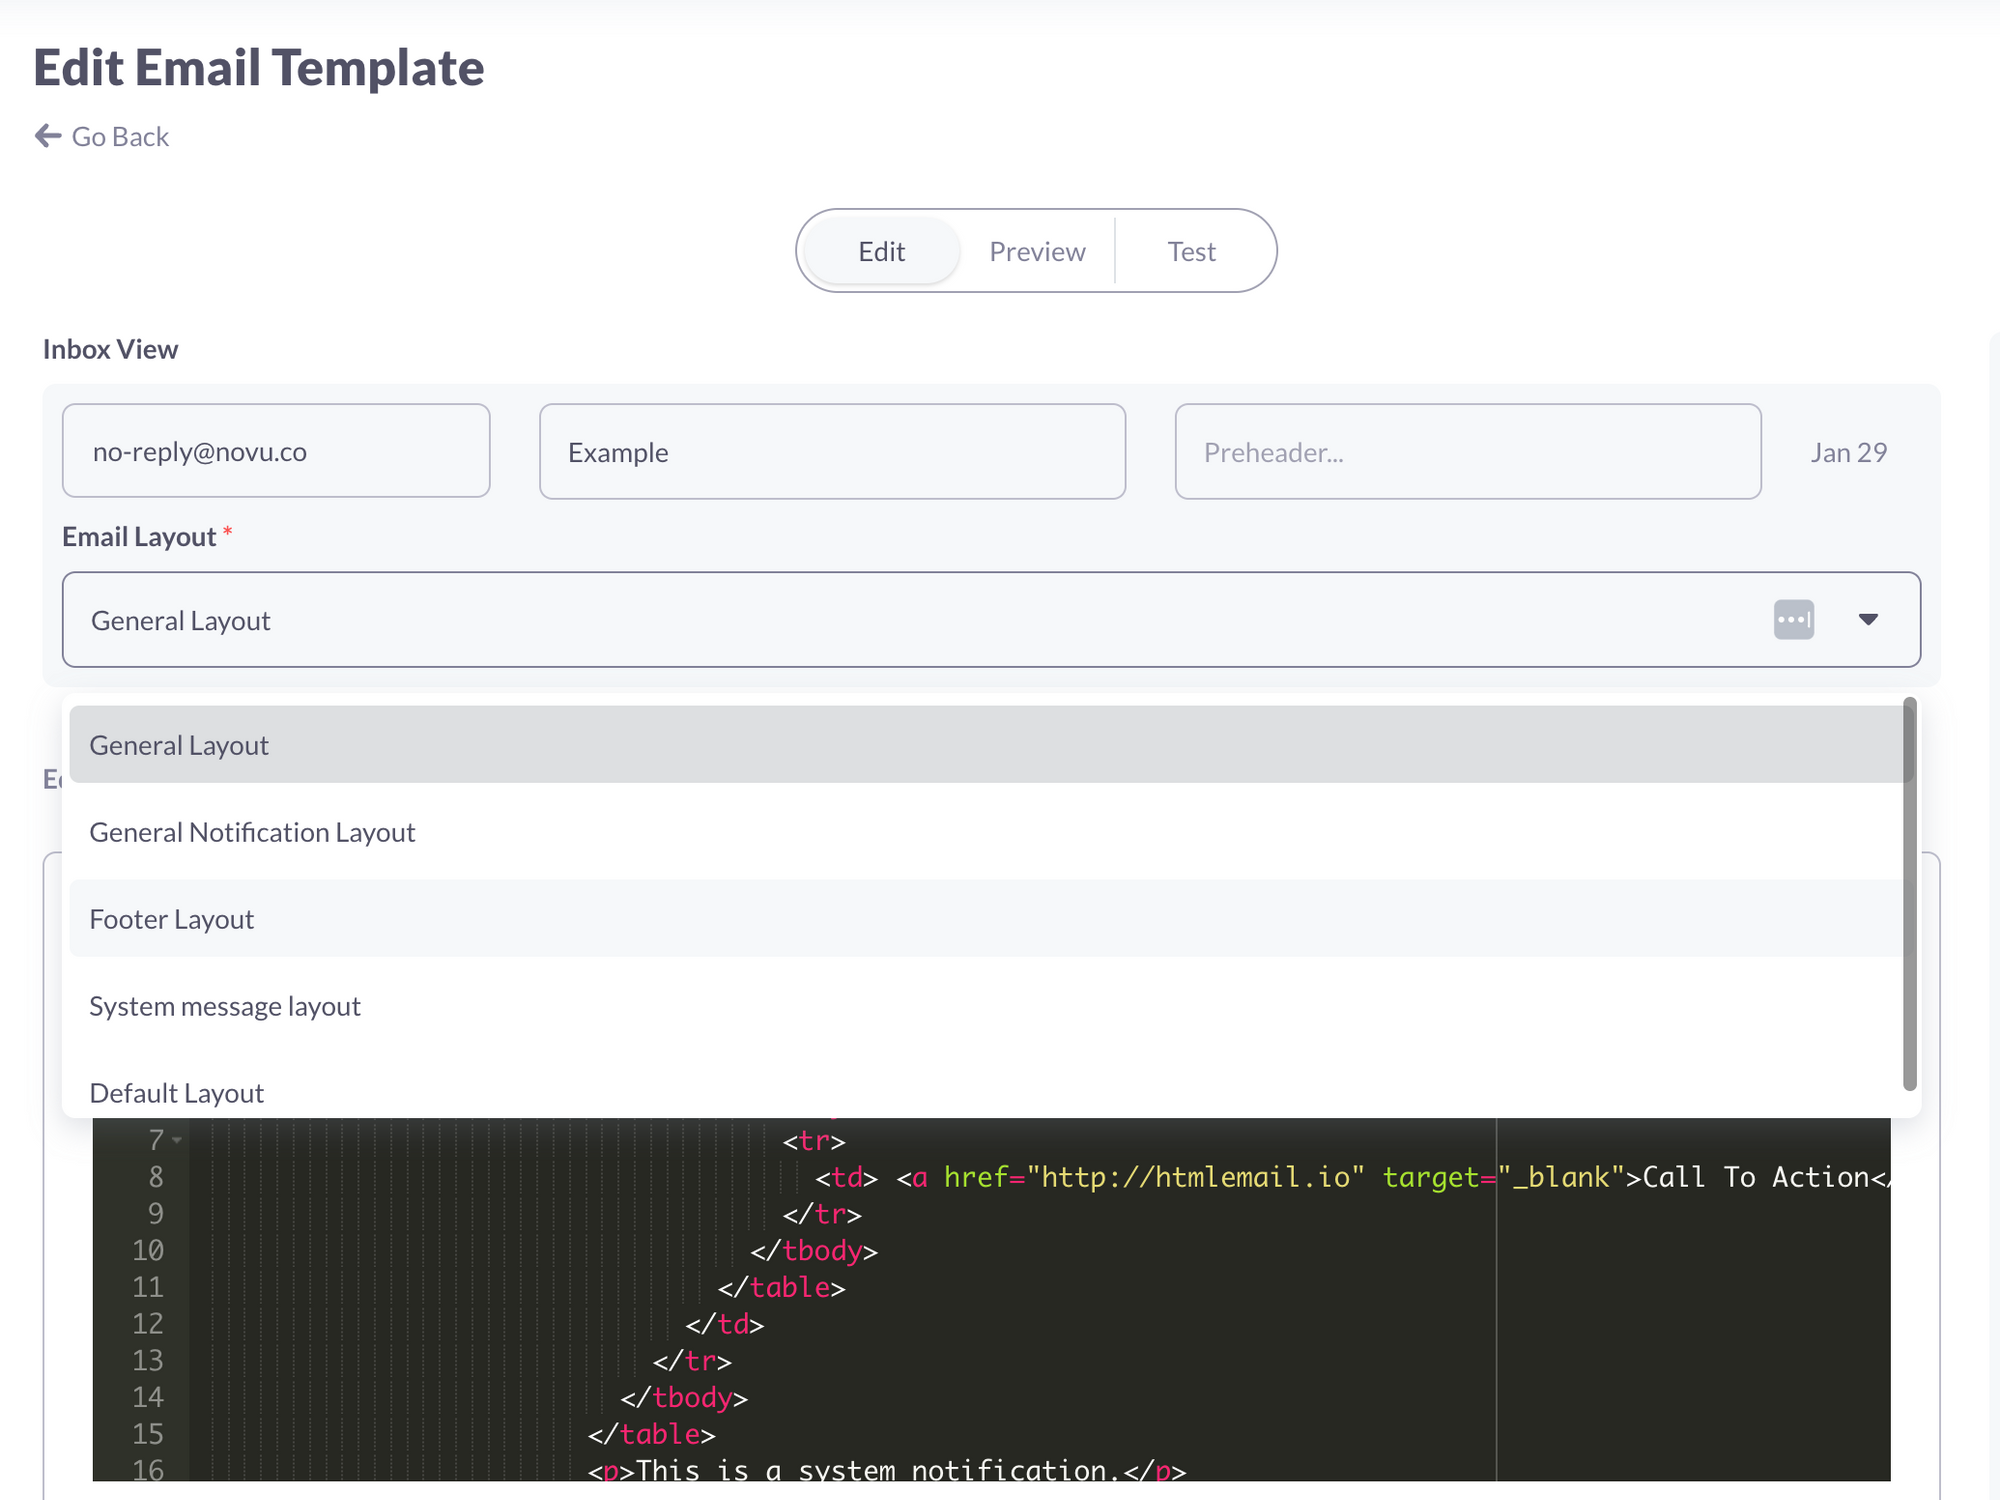 Edit Email Template
Go Back
Edit Preview Test
Inbox View
no-reply@novu.co Example Preheader... Jan 29
Email Layout *
General Layout
General Layout
General Notification Layout
Footer Layout
System message layout
Default Layout
7 <tr>
8 <td> <a href="http://htmlemail.io" target="_blank">Call To Action</
9 </tr>
10 </tbody>
11 </table>
12 </td>
13 </tr>
14 </tbody>
15 </table>
16 <p>This is a system notification.</p>